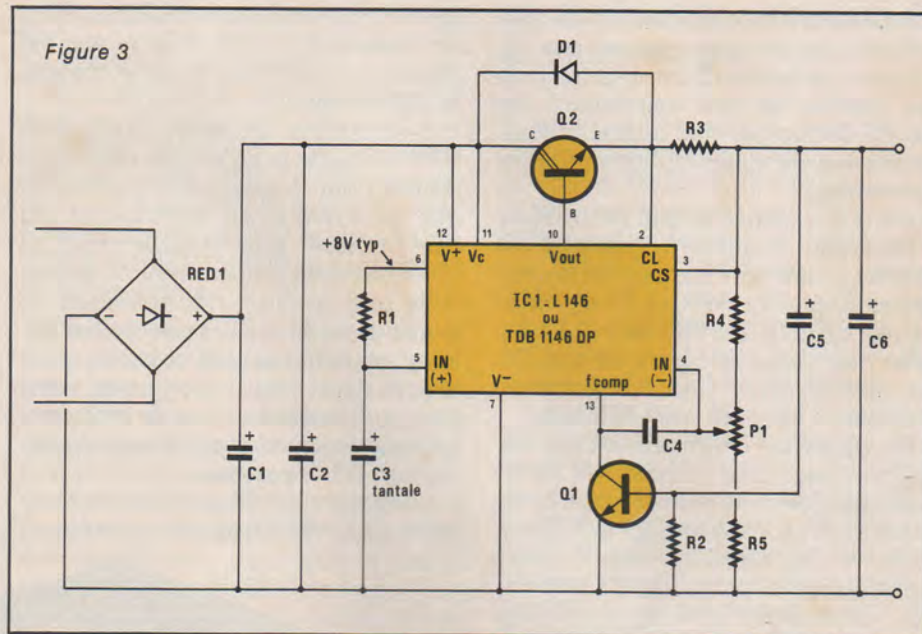 Figure 3
D1
Q2
C
E
B
R3
+8V typ
12
11
10
2
V+ Vc
Vout
CL
CS
3
6
RED1
R1
IC1.L146
ou
TDB 1146 DP
R4
5
IN
(+)
V−
7
f comp
13
IN
(−)
4
C5
C6
C4
P1
Q1
C1
C2
C3
tantale
R2
R5
+
+
+
+
+
+
−